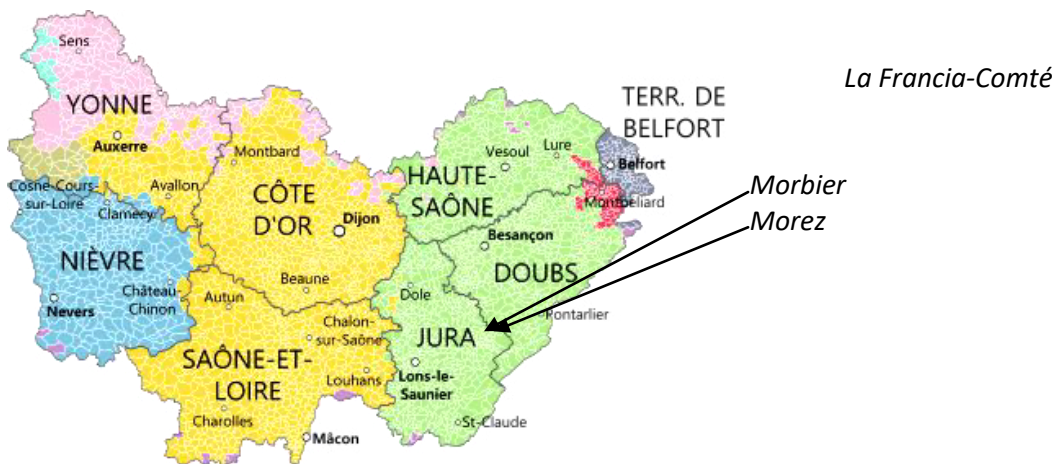 Sens
La Francia-Comté
YONNE
TERR. DE
BELFORT
Auxerre
Montbard
Vesoul
Lure
Belfort
Cosne-Cours-
sur-Loire
Avallon
Clamecy
CÔTE
D'OR
Dijon
HAUTE-
SAÔNE
Montbéliard
Morbier
Morez
Besançon
NIÈVRE
DOUBS
Beaune
Château-
Chinon
Nevers
Autun
Dole
Pontarlier
Chalon-
sur-Saône
JURA
SAÔNE-ET-
LOIRE
Louhans
Lons-le-
Saunier
Charolles
St-Claude
Mâcon